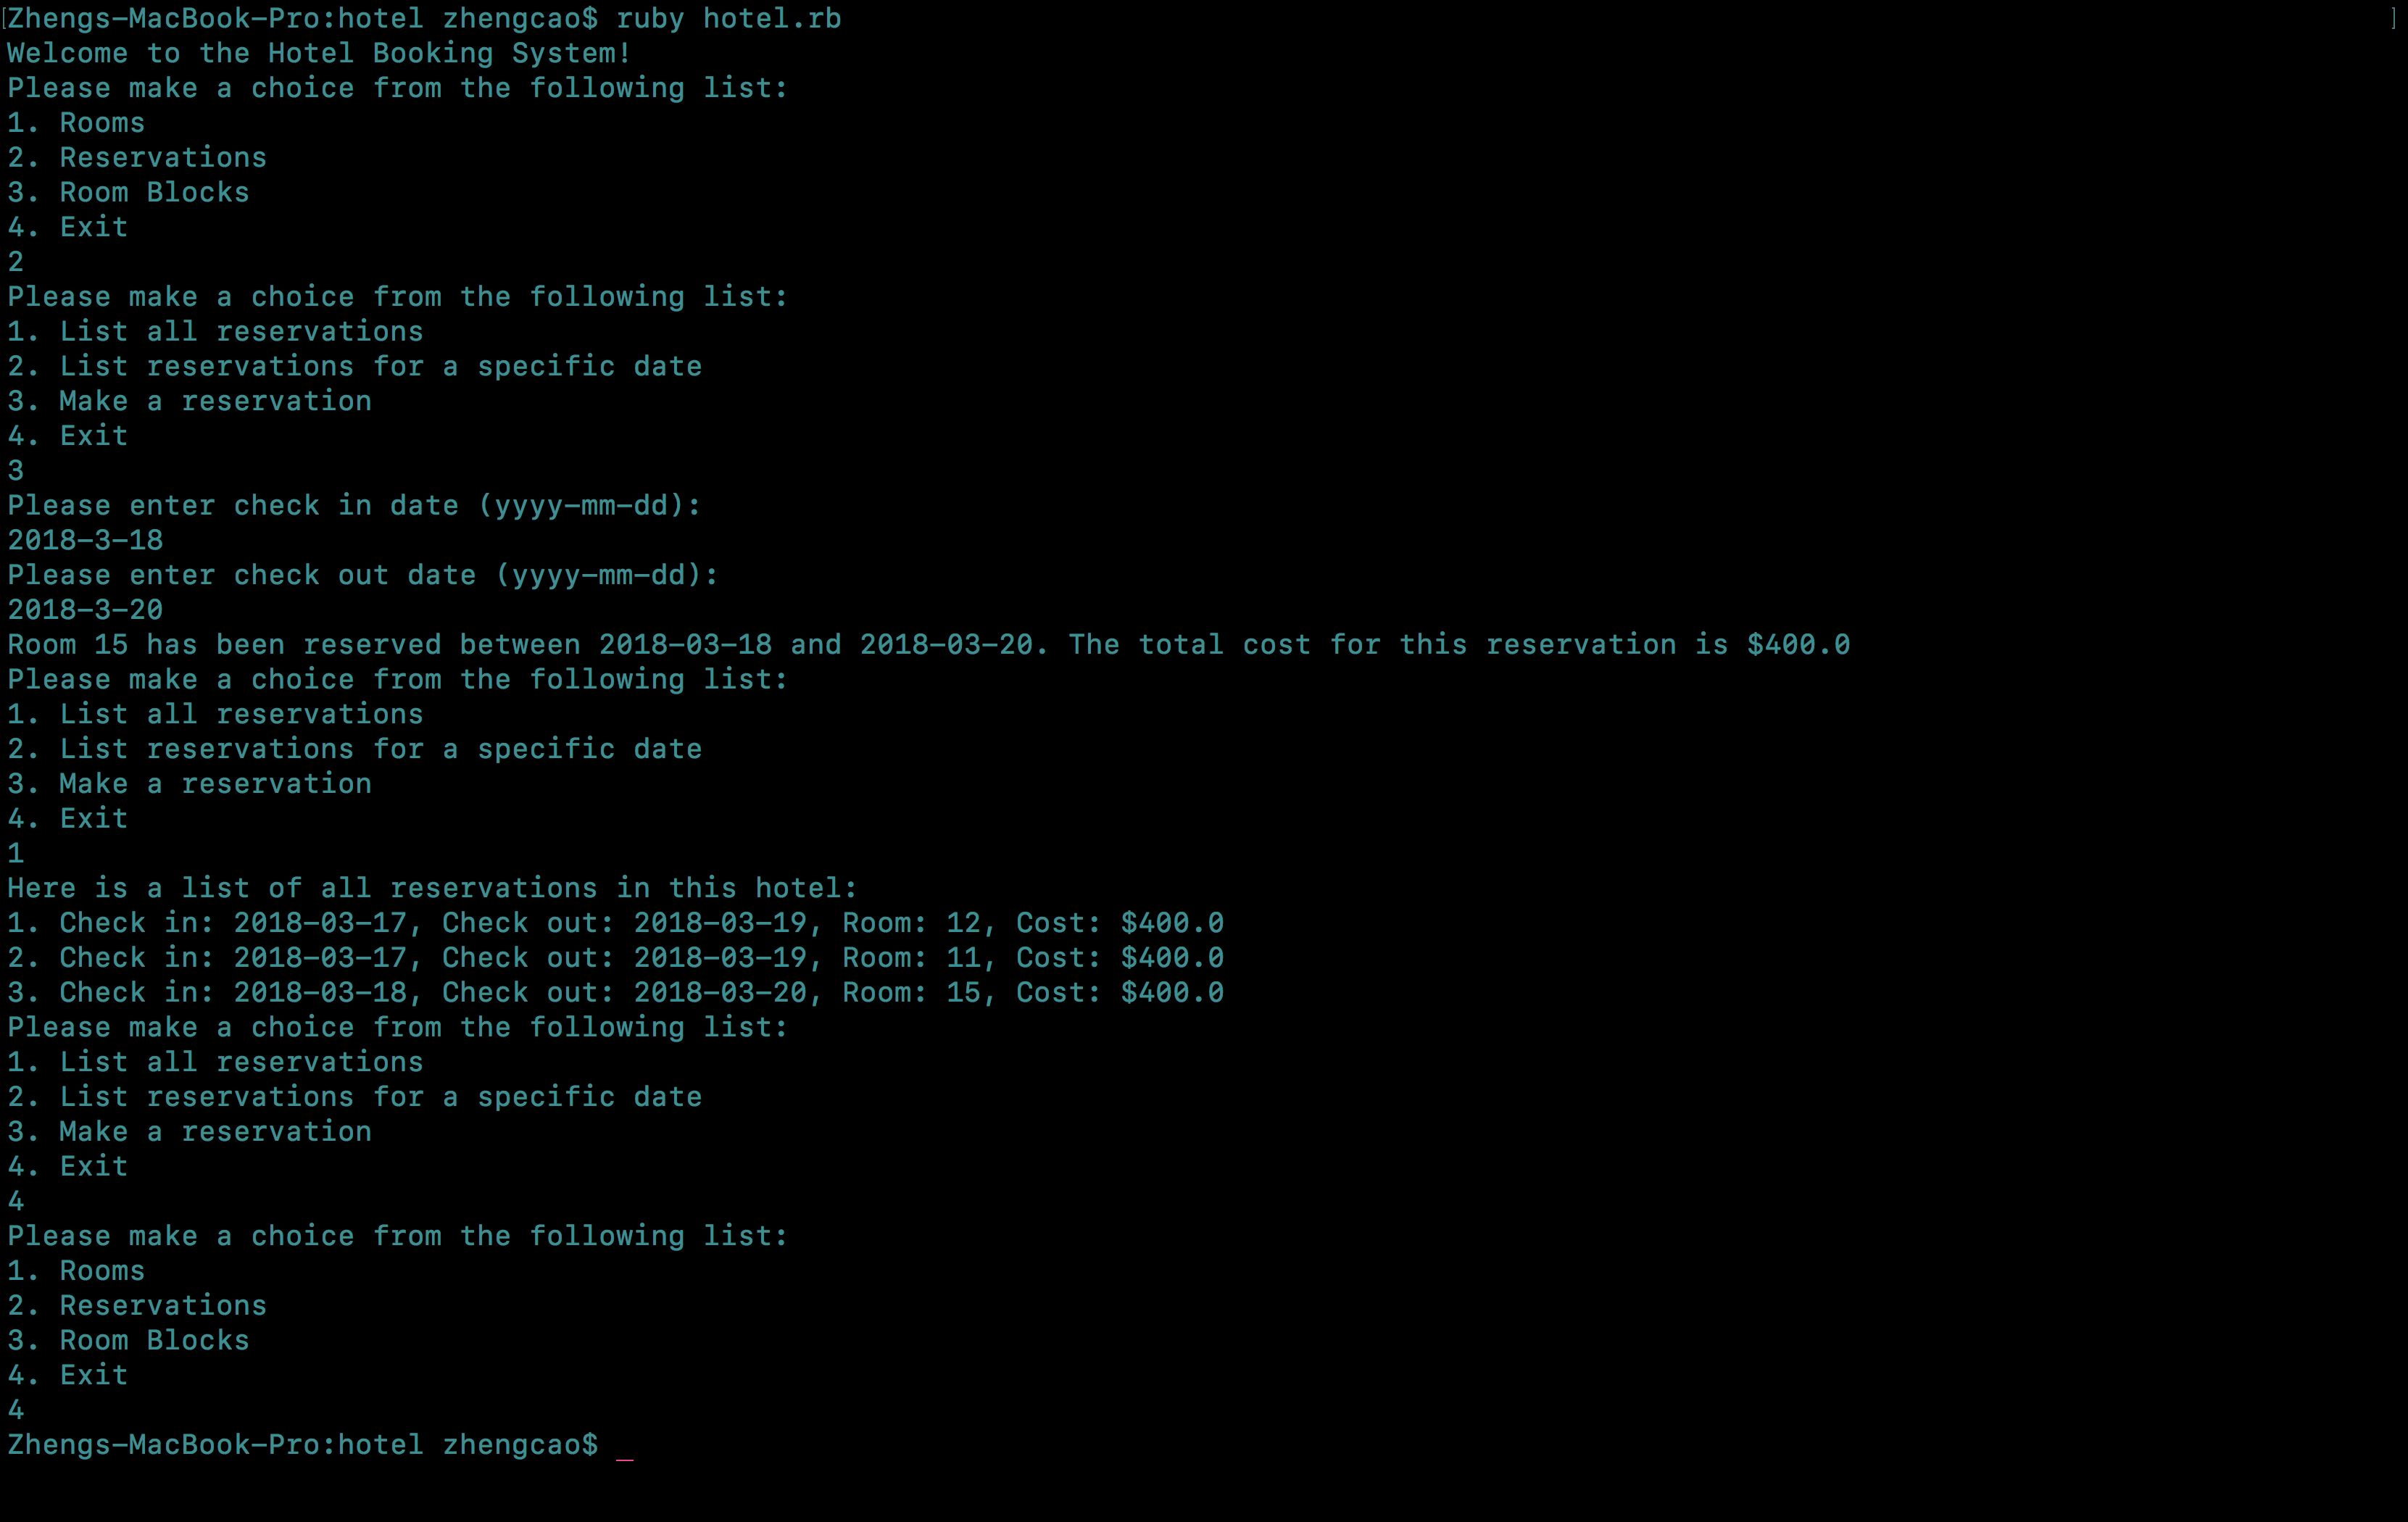 [Zhengs-MacBook-Pro:hotel zhengcao$ ruby hotel.rb ]
Welcome to the Hotel Booking System!
Please make a choice from the following list:
1. Rooms
2. Reservations
3. Room Blocks
4. Exit
2
Please make a choice from the following list:
1. List all reservations
2. List reservations for a specific date
3. Make a reservation
4. Exit
3
Please enter check in date (yyyy-mm-dd):
2018-3-18
Please enter check out date (yyyy-mm-dd):
2018-3-20
Room 15 has been reserved between 2018-03-18 and 2018-03-20. The total cost for this reservation is $400.0
Please make a choice from the following list:
1. List all reservations
2. List reservations for a specific date
3. Make a reservation
4. Exit
1
Here is a list of all reservations in this hotel:
1. Check in: 2018-03-17, Check out: 2018-03-19, Room: 12, Cost: $400.0
2. Check in: 2018-03-17, Check out: 2018-03-19, Room: 11, Cost: $400.0
3. Check in: 2018-03-18, Check out: 2018-03-20, Room: 15, Cost: $400.0
Please make a choice from the following list:
1. List all reservations
2. List reservations for a specific date
3. Make a reservation
4. Exit
4
Please make a choice from the following list:
1. Rooms
2. Reservations
3. Room Blocks
4. Exit
4
Zhengs-MacBook-Pro:hotel zhengcao$ _